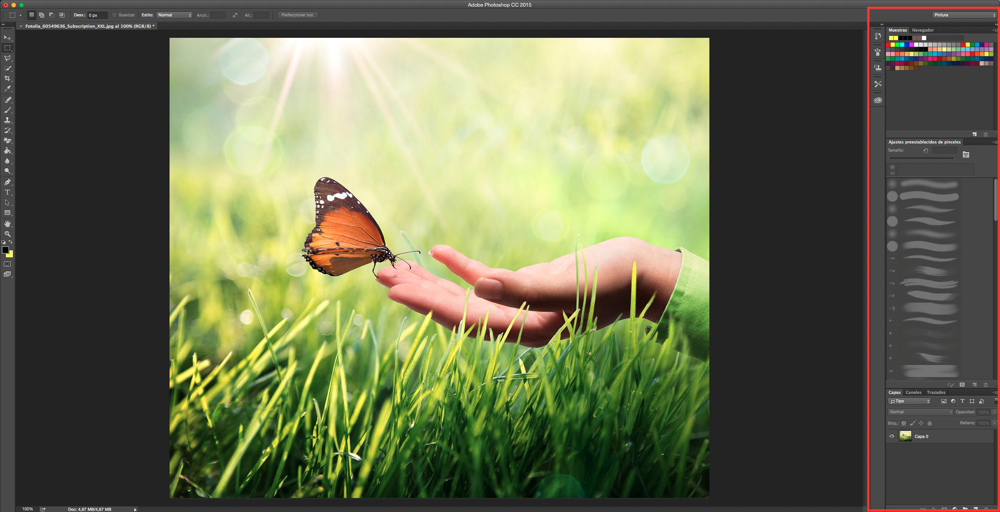 Adobe Photoshop CC 2015
Desv.: 0 px Suavizar Estilo: Normal Anch.: Alt.: Perfeccionar bor. Pintura
× Fotolia_60549636_Subscription_XXL.jpg al 100% (RGB/8) *
Muestras Navegador
Ajustes preestablecidos de pinceles
Tamaño:
42
Capas Canales Trazados
Tipo
Normal Opacidad: 100%
Bloq.: Relleno: 100%
Capa 0
100% Doc: 4,67 MB/4,67 MB